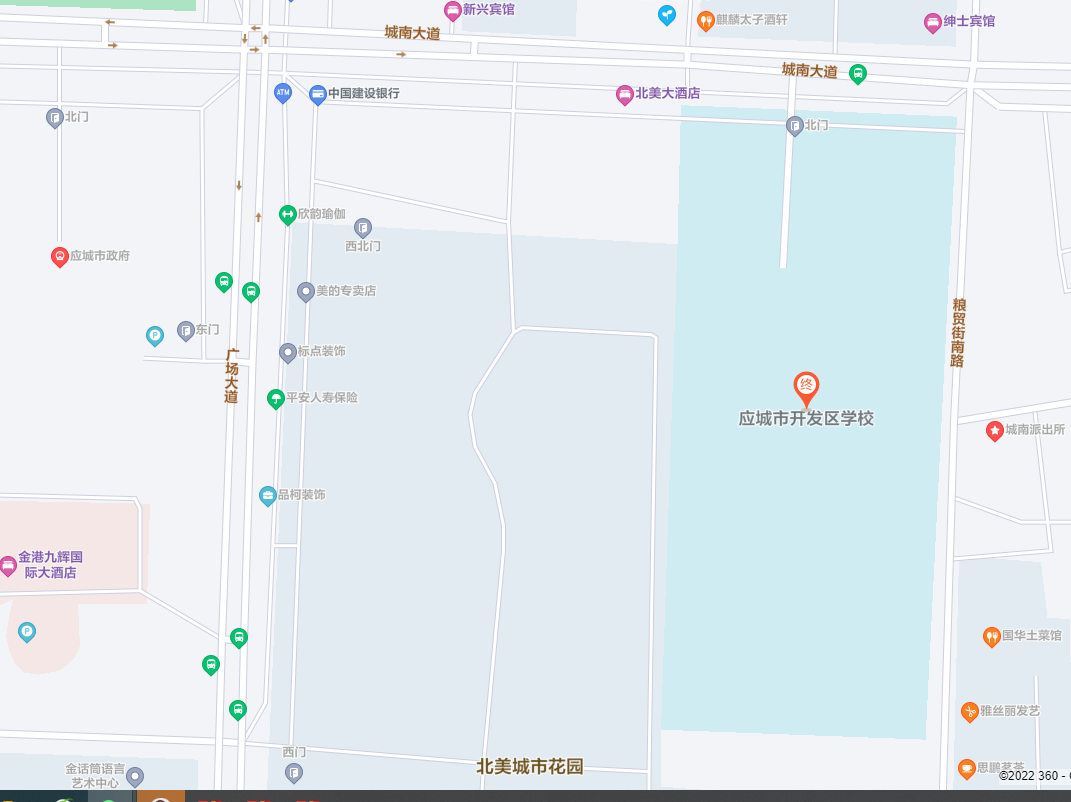 新兴宾馆
麒麟太子酒轩
绅士宾馆
城南大道
城南大道
ATM
中国建设银行
北美大酒店
北门
北门
欣韵瑜伽
西北门
应城市政府
美的专卖店
P
东门
标点装饰
广场大道
平安人寿保险
粮贸街南路
终
应城市开发区学校
城南派出所
品柯装饰
金港九辉国
际大酒店
P
国华土菜馆
雅丝丽发艺
西门
北美城市花园
金话筒语言
艺术中心
思鹏茗茶
©2022 360 -